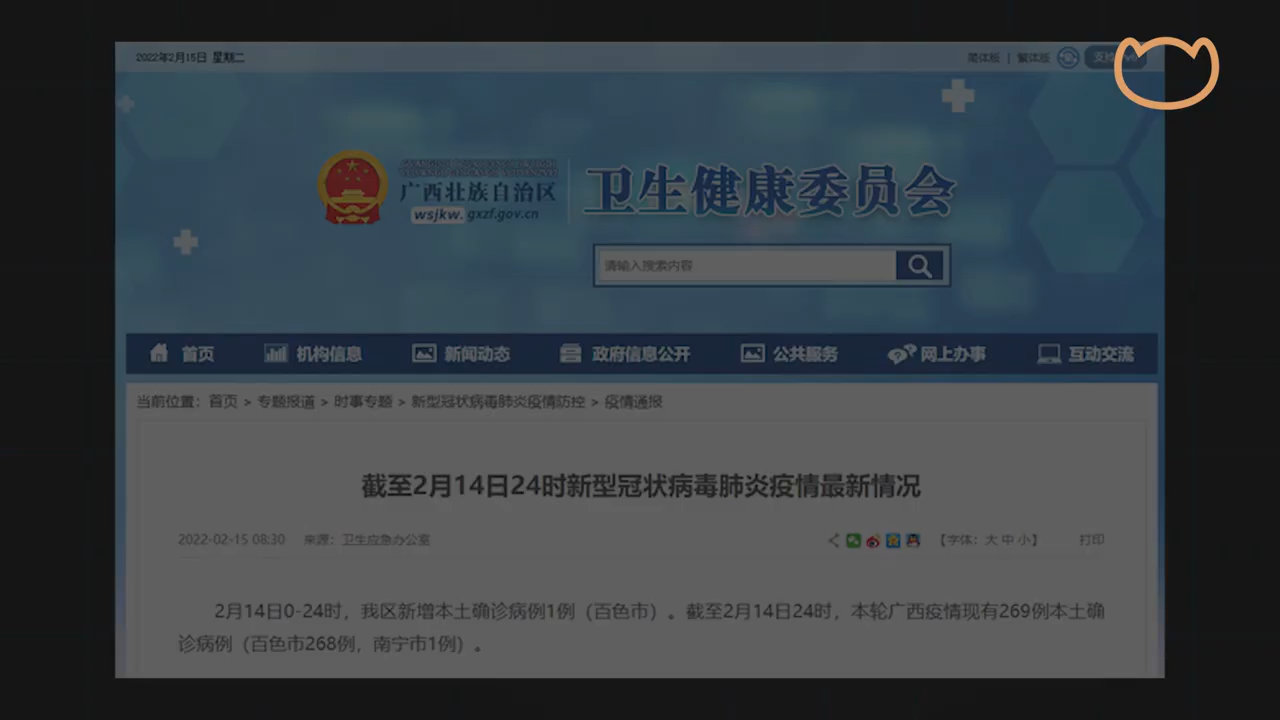 2022年2月15日 星期二
简体版 | 繁体版
广西壮族自治区
wsjkw.gxzf.gov.cn
卫生健康委员会
请输入搜索内容
首页 机构信息 新闻动态 政府信息公开 公共服务 网上办事 互动交流
当前位置：首页 > 专题报道 > 时事专题 > 新型冠状病毒肺炎疫情防控 > 疫情通报
截至2月14日24时新型冠状病毒肺炎疫情最新情况
2022-02-15 08:30 来源：卫生应急办公室 【字体：大 中 小】 打印
2月14日0-24时，我区新增本土确诊病例1例（百色市）。截至2月14日24时，本轮广西疫情现有269例本土确
诊病例（百色市268例，南宁市1例）。